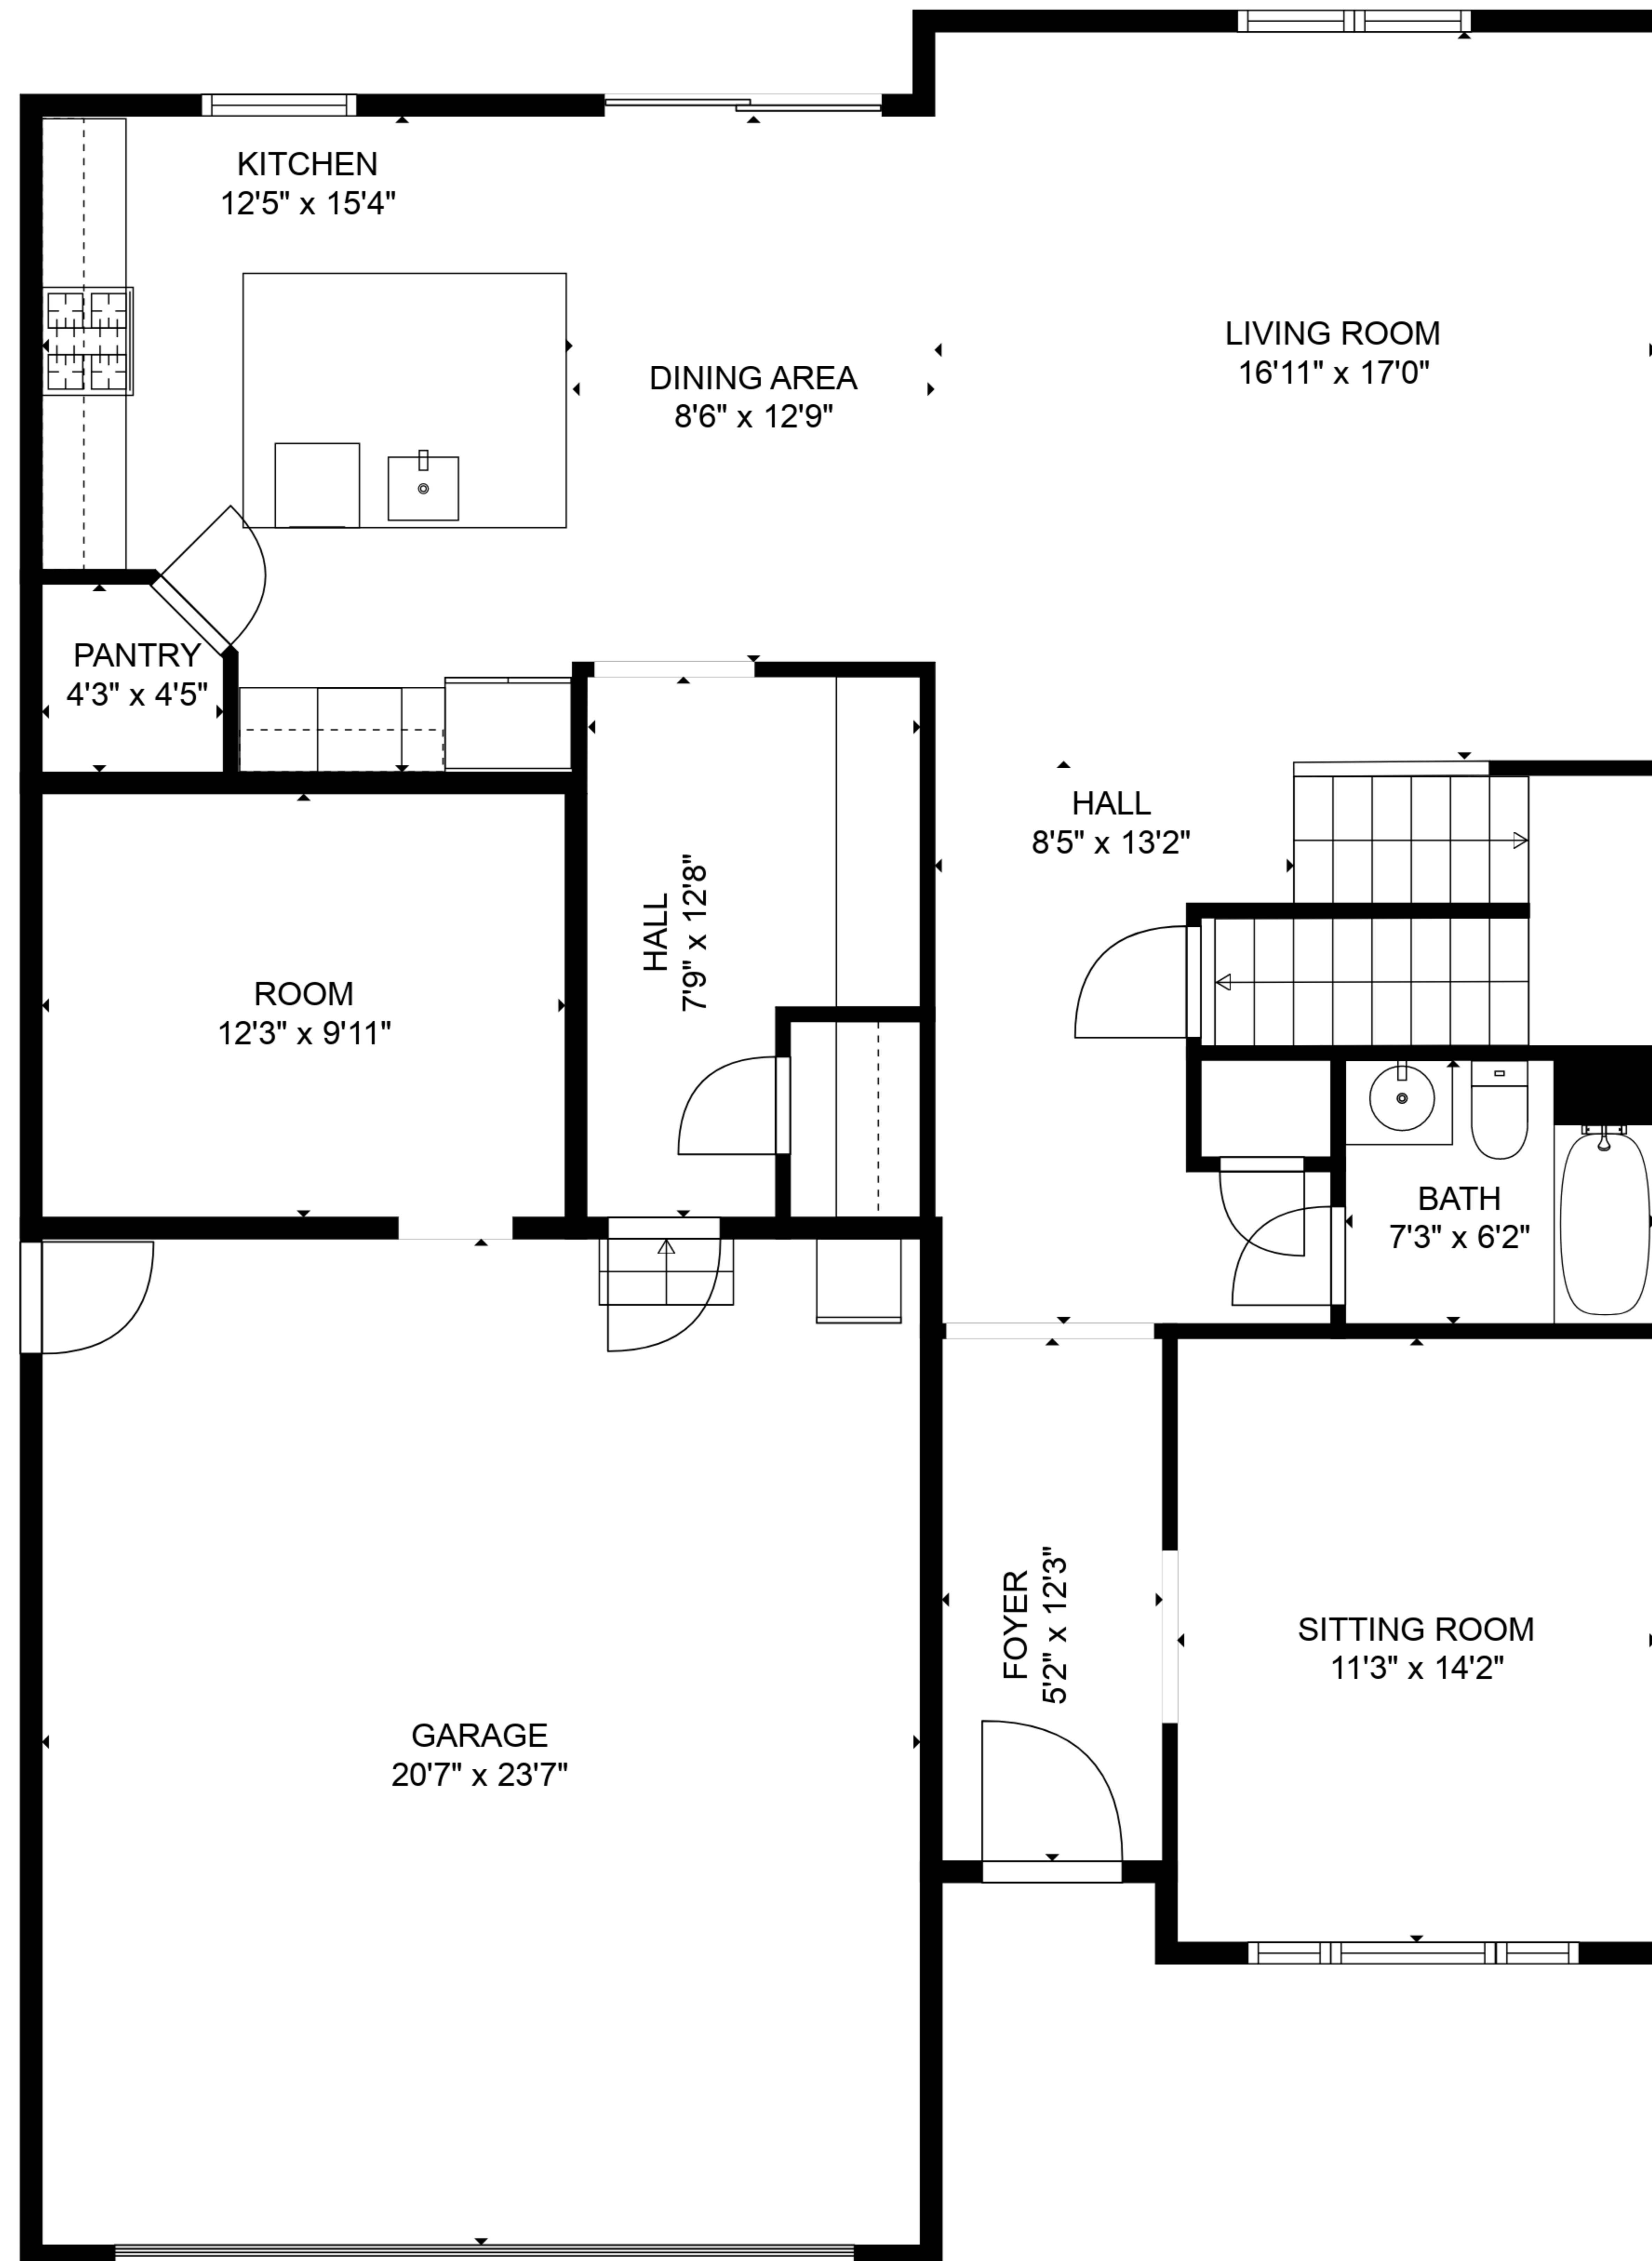 KITCHEN
12'5" x 15'4"
LIVING ROOM
16'11" x 17'0"
DINING AREA
8'6" x 12'9"
PANTRY
4'3" x 4'5"
HALL
8'5" x 13'2"
HALL
7'9" x 12'8"
ROOM
12'3" x 9'11"
BATH
7'3" x 6'2"
FOYER
5'2" x 12'3"
SITTING ROOM
11'3" x 14'2"
GARAGE
20'7" x 23'7"